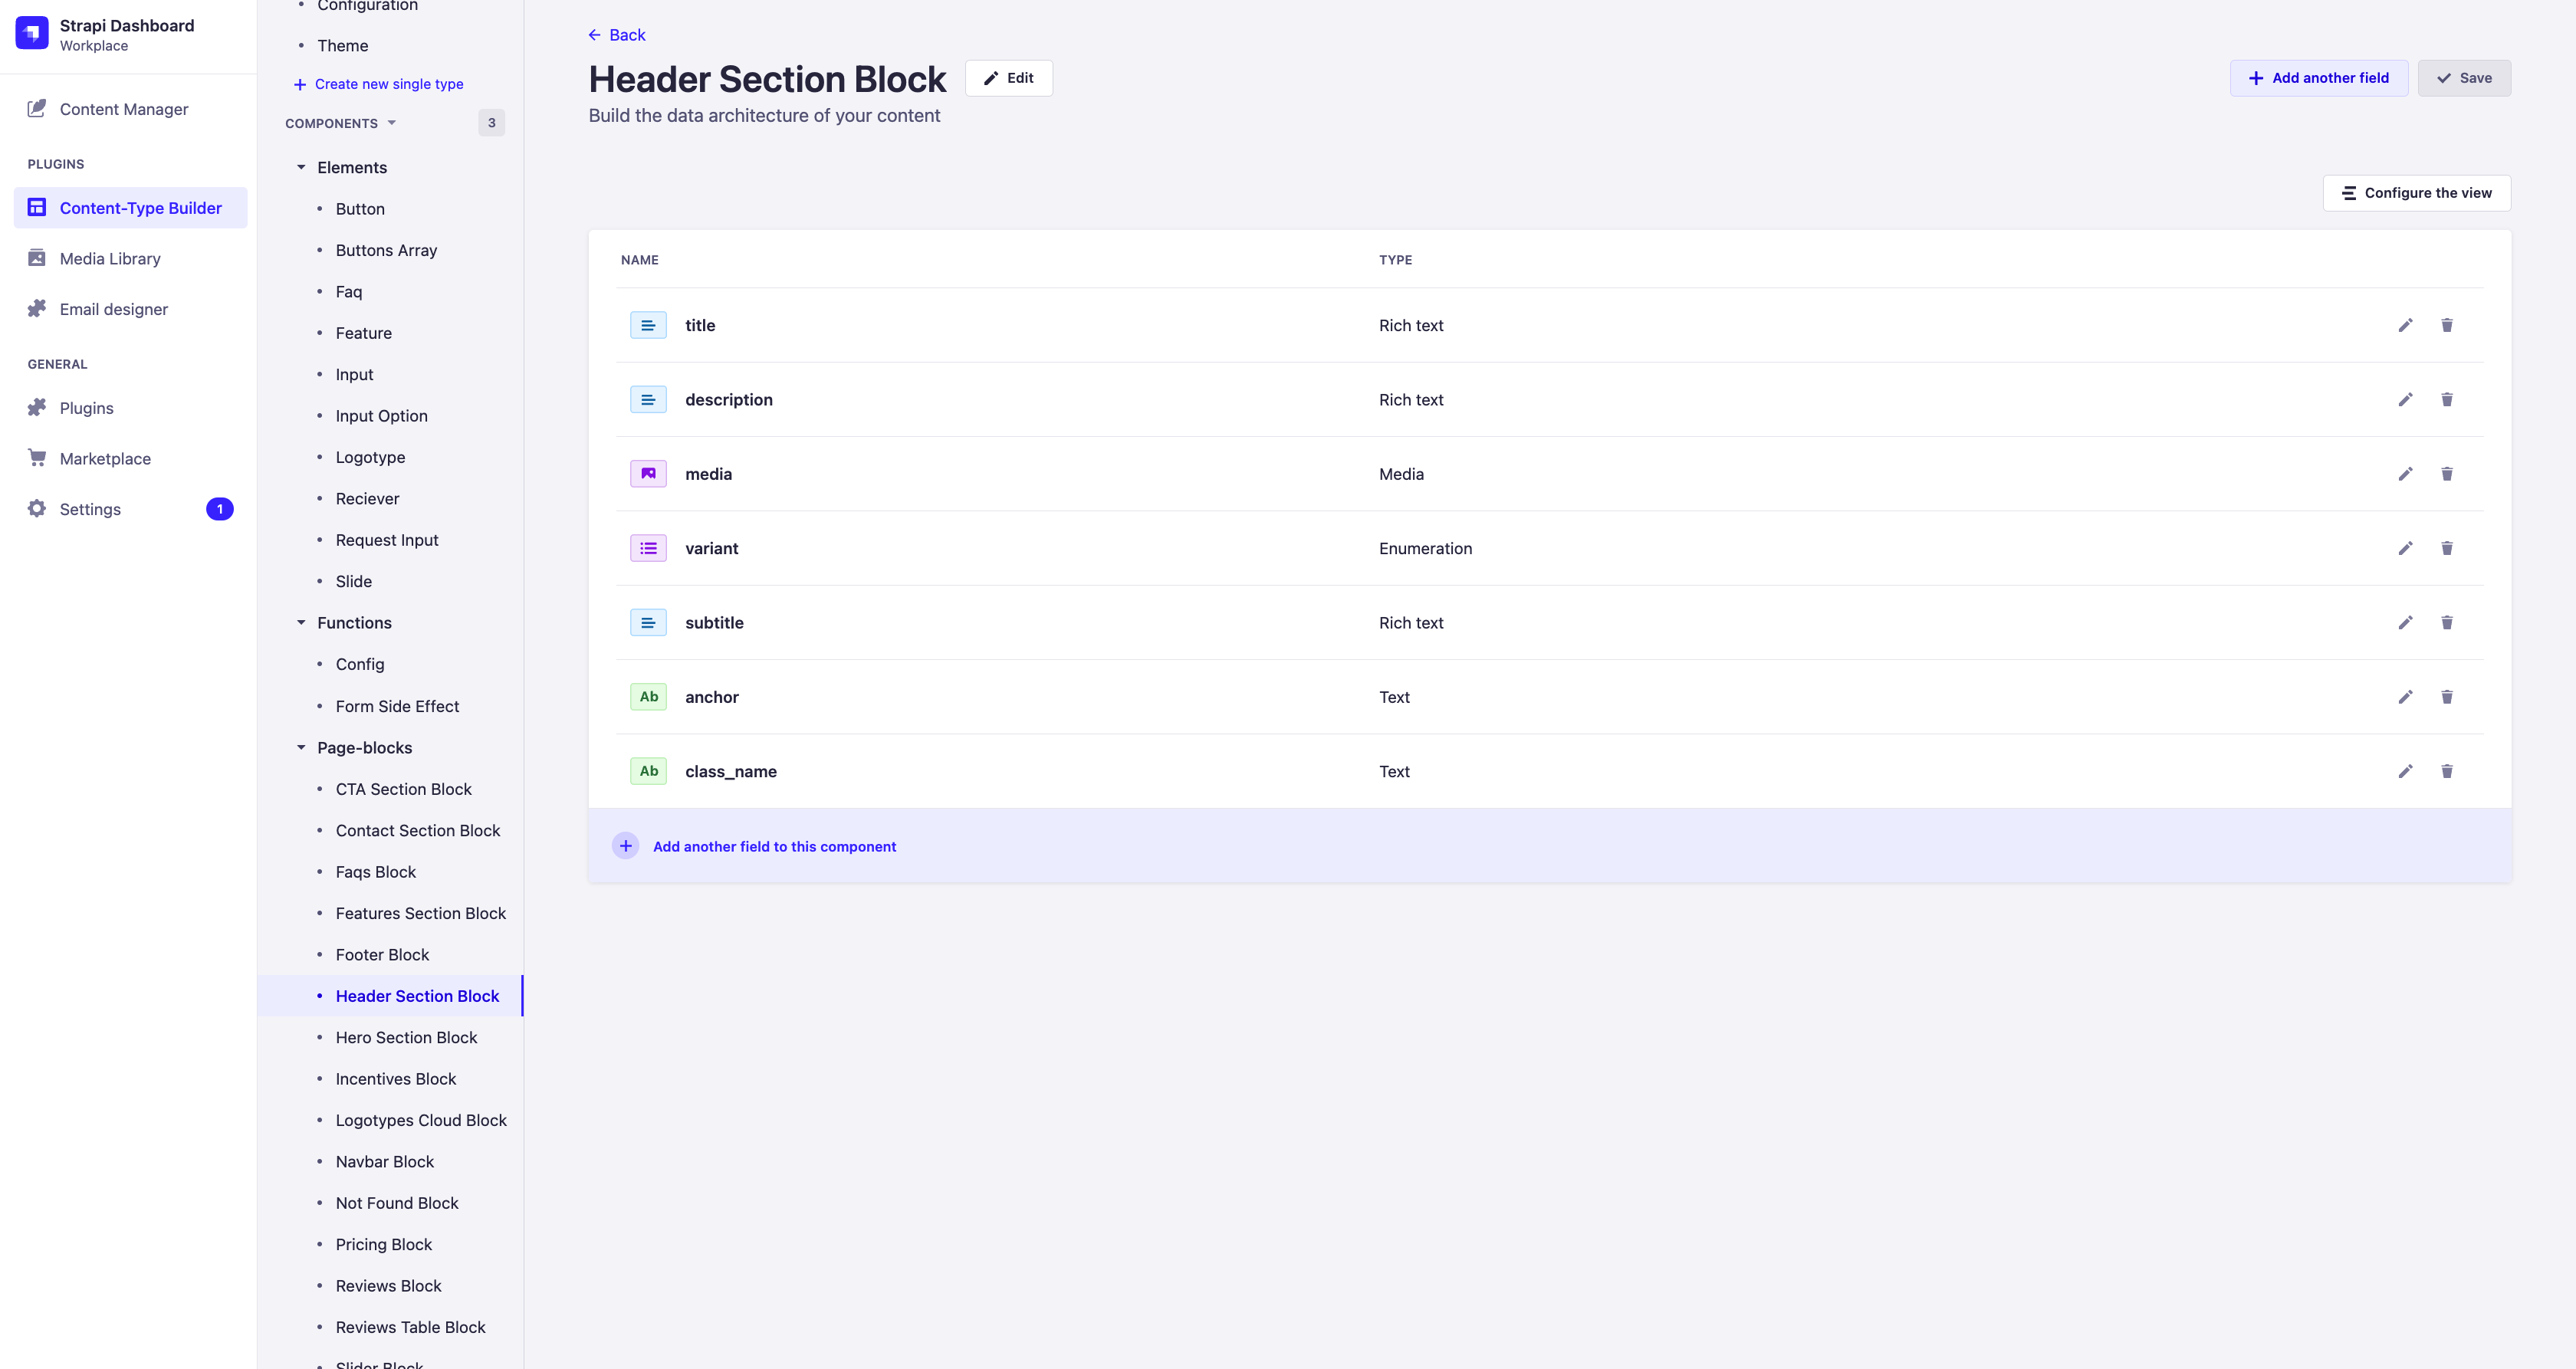 Strapi Dashboard
Workplace
Content Manager
PLUGINS
Content-Type Builder
Media Library
Email designer
GENERAL
Plugins
Marketplace
Settings
1
Configuration
Theme
Create new single type
COMPONENTS
3
Elements
Button
Buttons Array
Faq
Feature
Input
Input Option
Logotype
Reciever
Request Input
Slide
Functions
Config
Form Side Effect
Page-blocks
CTA Section Block
Contact Section Block
Faqs Block
Features Section Block
Footer Block
Header Section Block
Hero Section Block
Incentives Block
Logotypes Cloud Block
Navbar Block
Not Found Block
Pricing Block
Reviews Block
Reviews Table Block
Slider Block
Back
Header Section Block
Edit
Add another field
Save
Build the data architecture of your content
Configure the view
NAME TYPE
title Rich text
description Rich text
media Media
variant Enumeration
subtitle Rich text
Ab anchor Text
Ab class_name Text
Add another field to this component